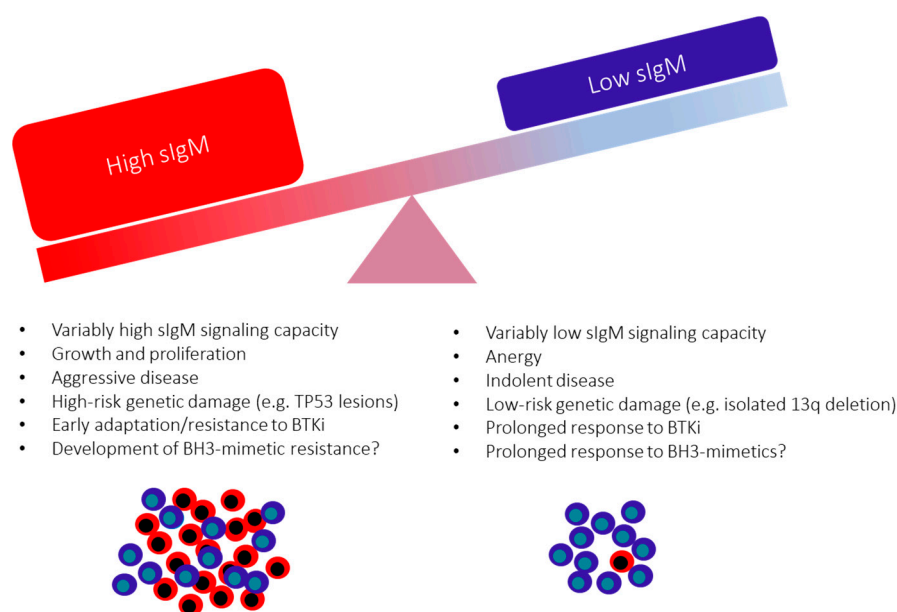 High sIgM
Low sIgM
• Variably high sIgM signaling capacity
• Growth and proliferation
• Aggressive disease
• High-risk genetic damage (e.g. TP53 lesions)
• Early adaptation/resistance to BTKi
• Development of BH3-mimetic resistance?
• Variably low sIgM signaling capacity
• Anergy
• Indolent disease
• Low-risk genetic damage (e.g. isolated 13q deletion)
• Prolonged response to BTKi
• Prolonged response to BH3-mimetics?